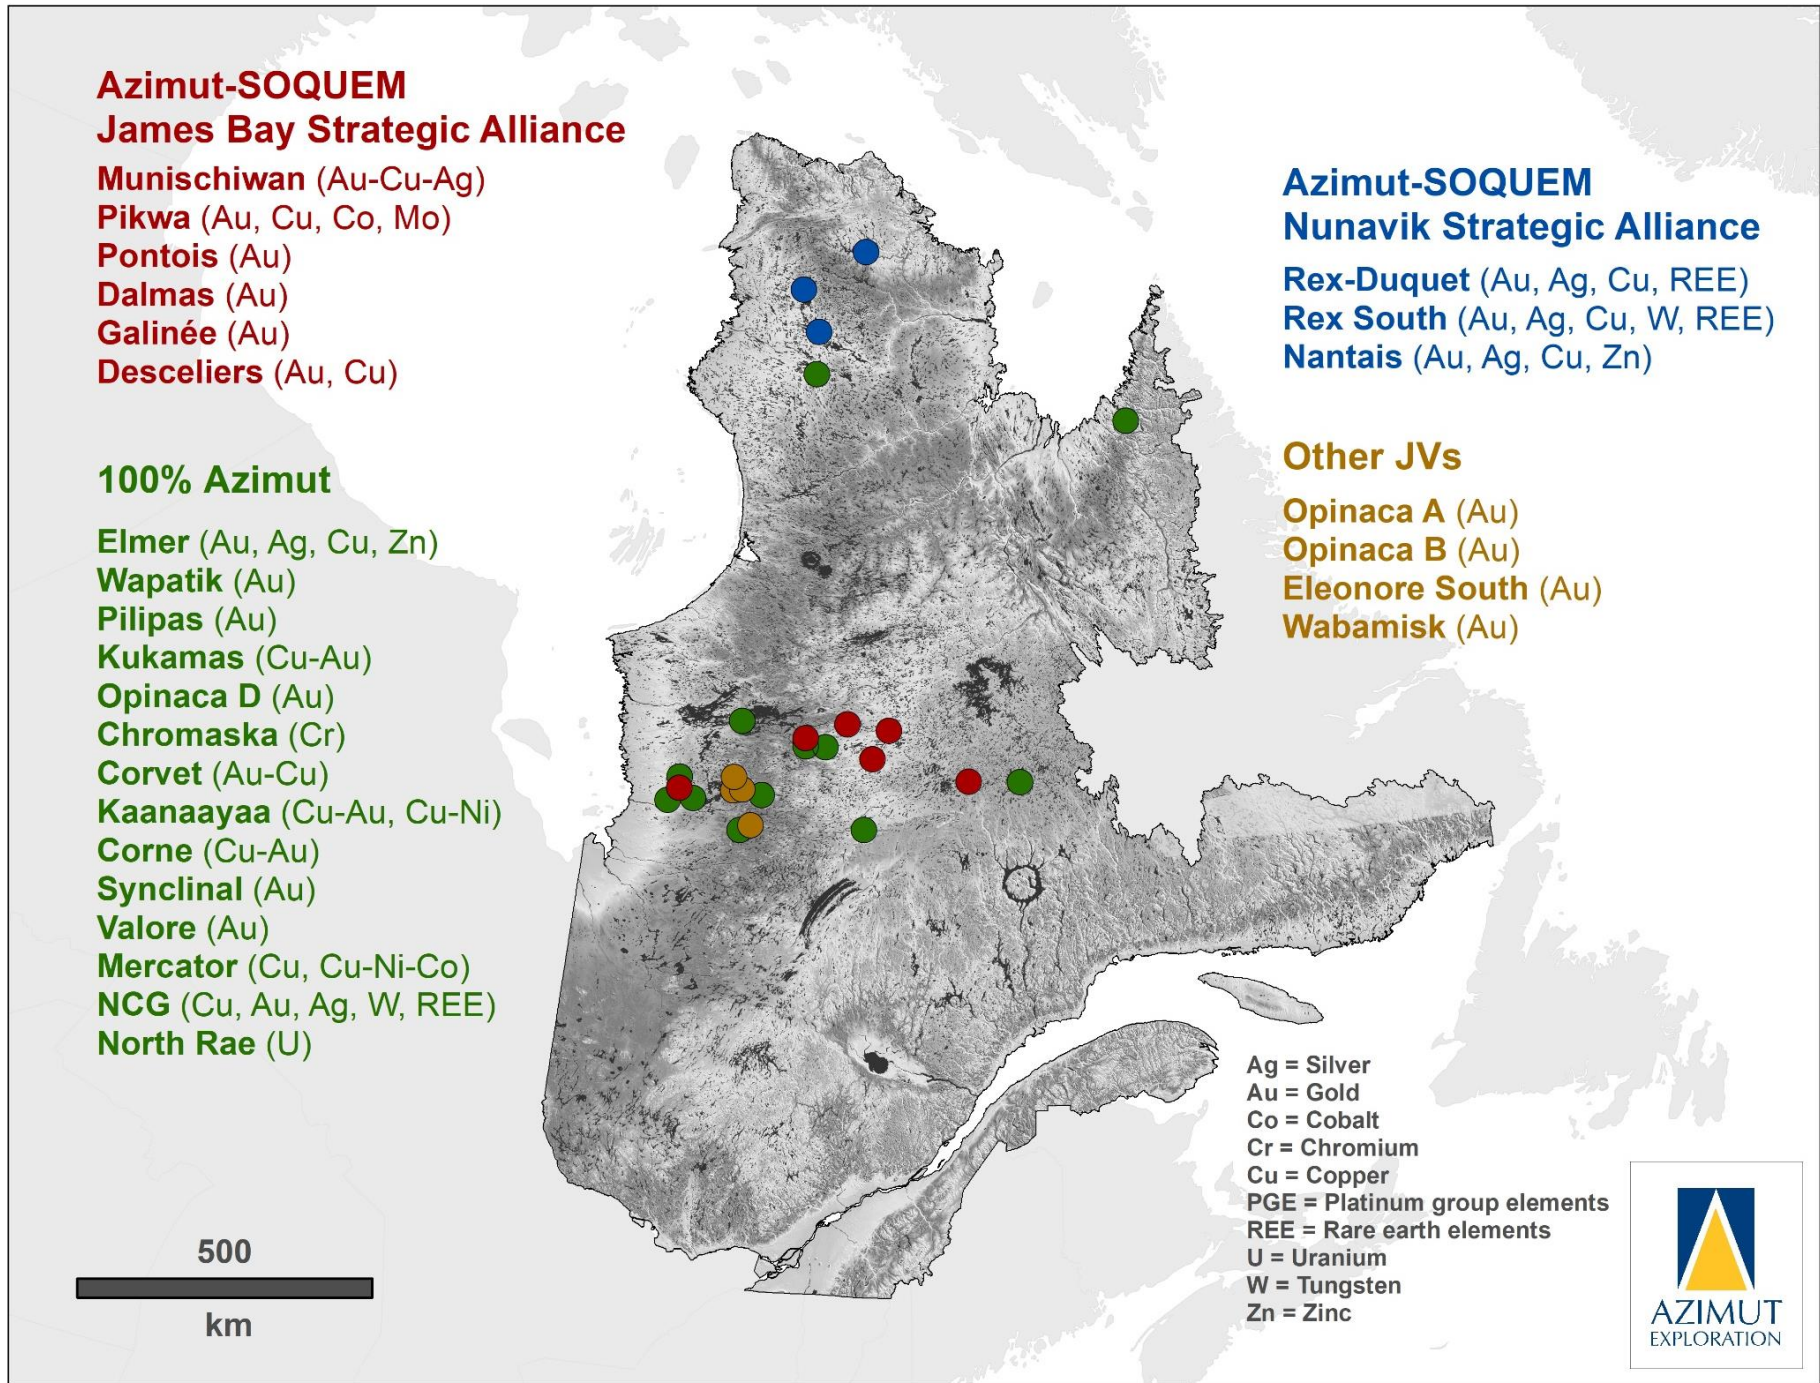 Azimut-SOQUEM
James Bay Strategic Alliance
Munischiwan (Au-Cu-Ag)
Pikwa (Au, Cu, Co, Mo)
Pontois (Au)
Dalmas (Au)
Galinée (Au)
Desceliers (Au, Cu)
100% Azimut
Elmer (Au, Ag, Cu, Zn)
Wapatik (Au)
Pilipas (Au)
Kukamas (Cu-Au)
Opinaca D (Au)
Chromaska (Cr)
Corvet (Au-Cu)
Kaanaayaa (Cu-Au, Cu-Ni)
Corne (Cu-Au)
Synclinal (Au)
Valore (Au)
Mercator (Cu, Cu-Ni-Co)
NCG (Cu, Au, Ag, W, REE)
North Rae (U)
Azimut-SOQUEM
Nunavik Strategic Alliance
Rex-Duquet (Au, Ag, Cu, REE)
Rex South (Au, Ag, Cu, W, REE)
Nantais (Au, Ag, Cu, Zn)
Other JVs
Opinaca A (Au)
Opinaca B (Au)
Eleonore South (Au)
Wabamisk (Au)
Ag = Silver
Au = Gold
Co = Cobalt
Cr = Chromium
Cu = Copper
PGE = Platinum group elements
REE = Rare earth elements
U = Uranium
W = Tungsten
Zn = Zinc
500
km
AZIMUT
EXPLORATION